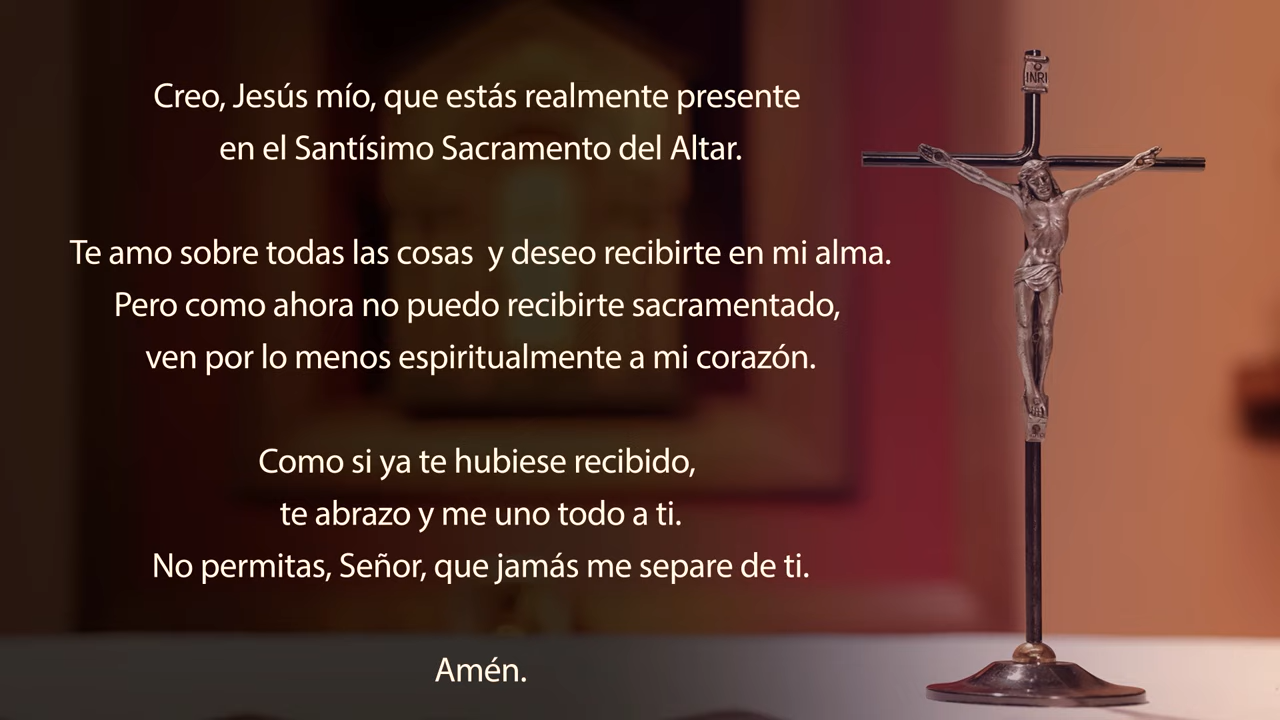 INRI
Creo, Jesús mío, que estás realmente presente
en el Santísimo Sacramento del Altar.
Te amo sobre todas las cosas  y deseo recibirte en mi alma.
Pero como ahora no puedo recibirte sacramentado,
ven por lo menos espiritualmente a mi corazón.
Como si ya te hubiese recibido,
te abrazo y me uno todo a ti.
No permitas, Señor, que jamás me separe de ti.
Amén.